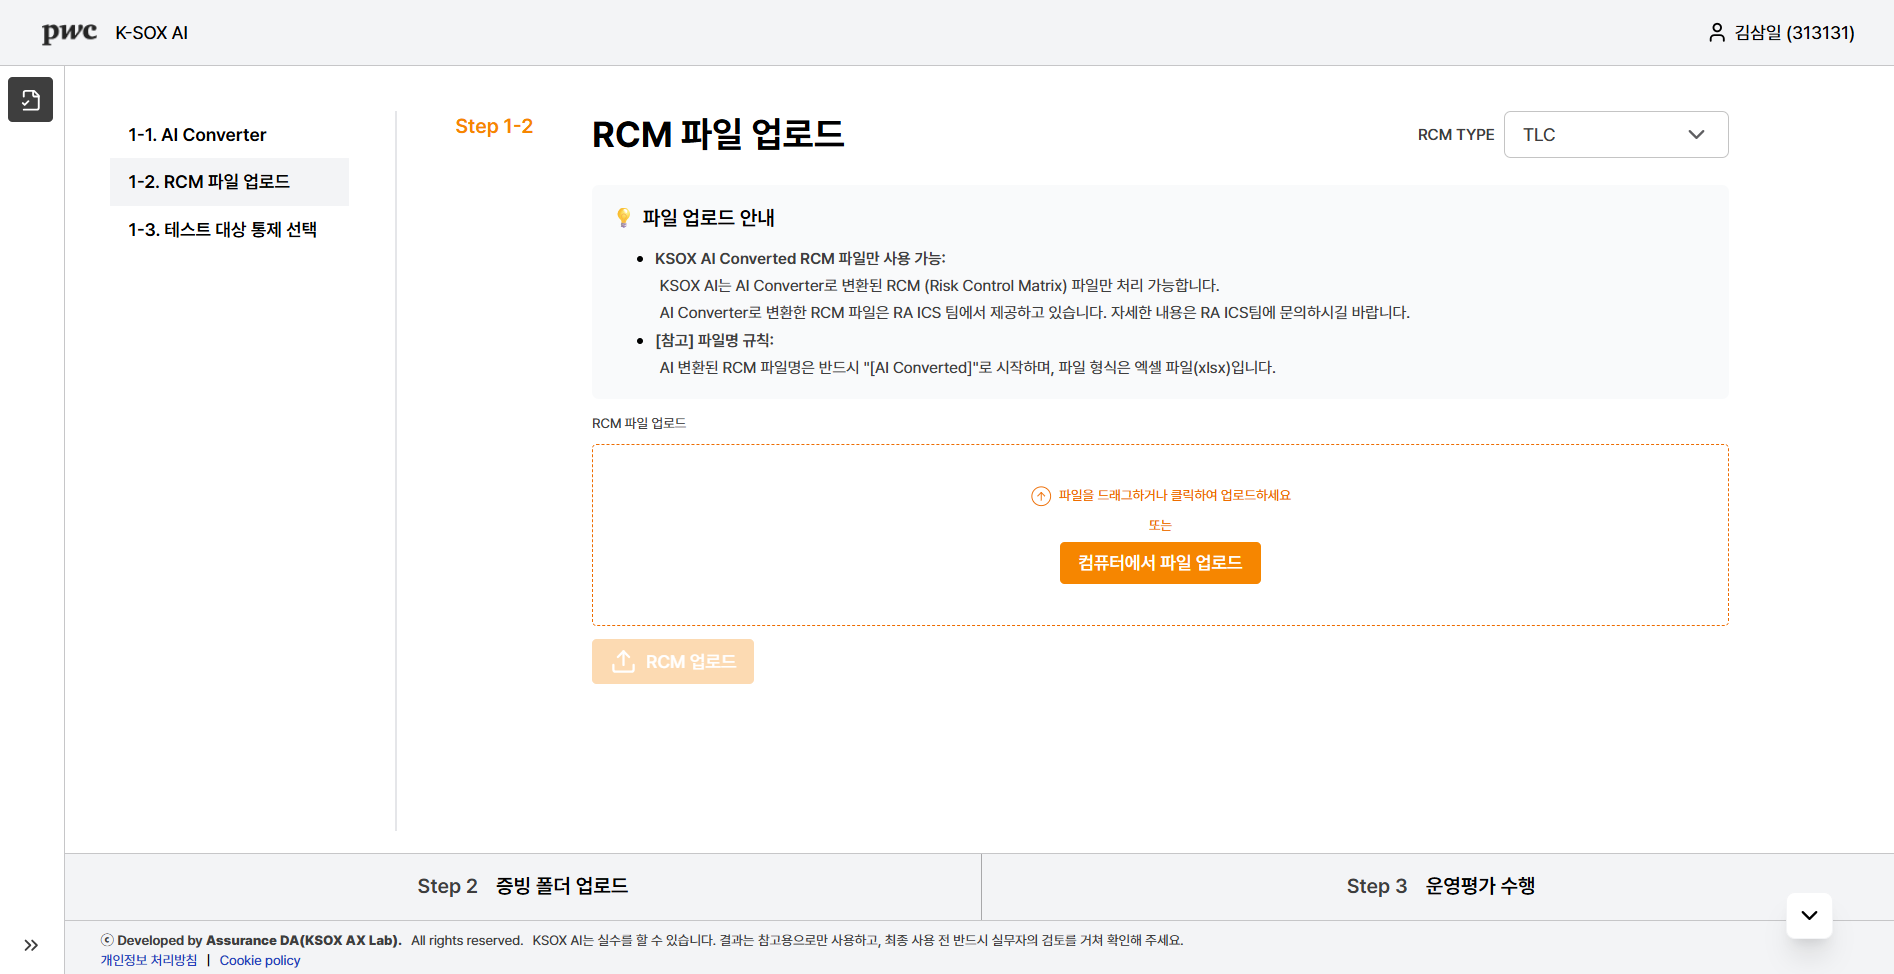 pwc K-SOX AI
김삼일 (313131)
1-1. AI Converter
1-2. RCM 파일 업로드
1-3. 테스트 대상 통제 선택
Step 1-2
RCM 파일 업로드
RCM TYPE TLC
파일 업로드 안내
• KSOX AI Converted RCM 파일만 사용 가능:
KSOX AI는 AI Converter로 변환된 RCM (Risk Control Matrix) 파일만 처리 가능합니다.
AI Converter로 변환한 RCM 파일은 RA ICS 팀에서 제공하고 있습니다. 자세한 내용은 RA ICS팀에 문의하시길 바랍니다.
• [참고] 파일명 규칙:
AI 변환된 RCM 파일명은 반드시 "[AI Converted]"로 시작하며, 파일 형식은 엑셀 파일(xlsx)입니다.
RCM 파일 업로드
파일을 드래그하거나 클릭하여 업로드하세요
또는
컴퓨터에서 파일 업로드
RCM 업로드
Step 2 증빙 폴더 업로드
Step 3 운영평가 수행
ⓒ Developed by Assurance DA(KSOX AX Lab). All rights reserved. KSOX AI는 실수를 할 수 있습니다. 결과는 참고용으로만 사용하고, 최종 사용 전 반드시 실무자의 검토를 거쳐 확인해 주세요.
개인정보 처리방침 | Cookie policy